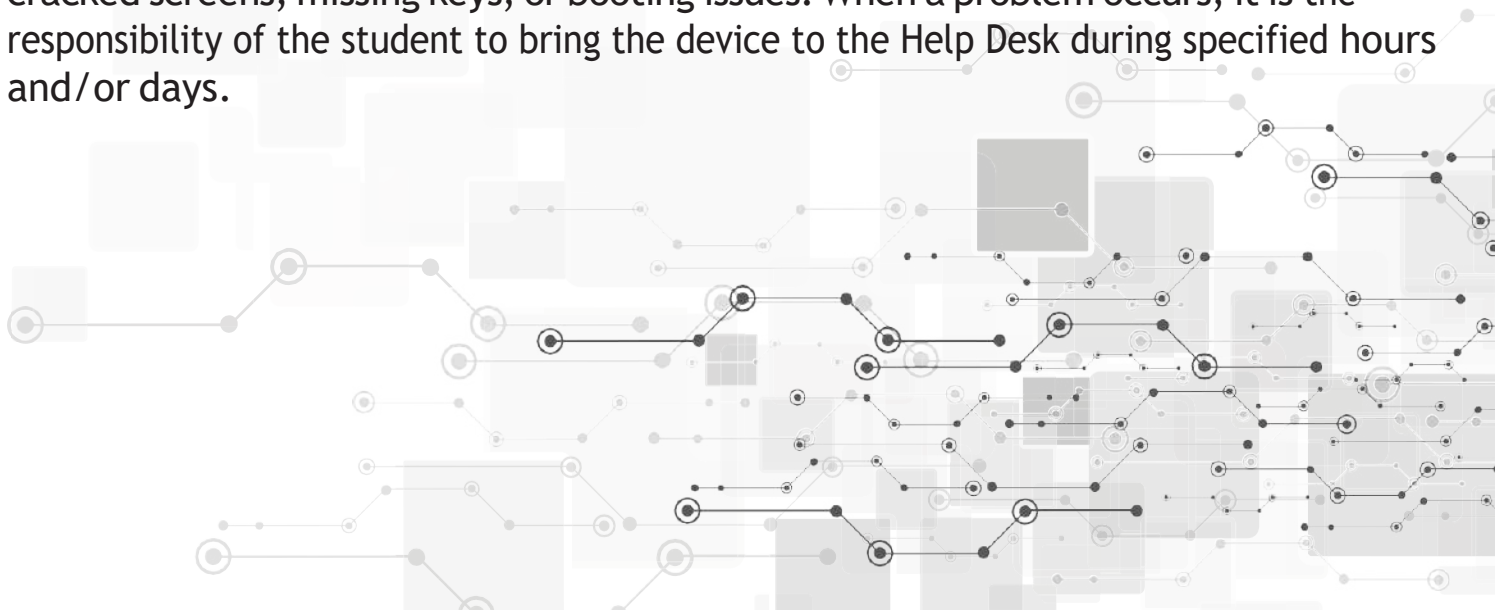 cracked screens, missing keys, or booting issues. When a problem occurs, it is the
responsibility of the student to bring the device to the Help Desk during specified hours
and/or days.